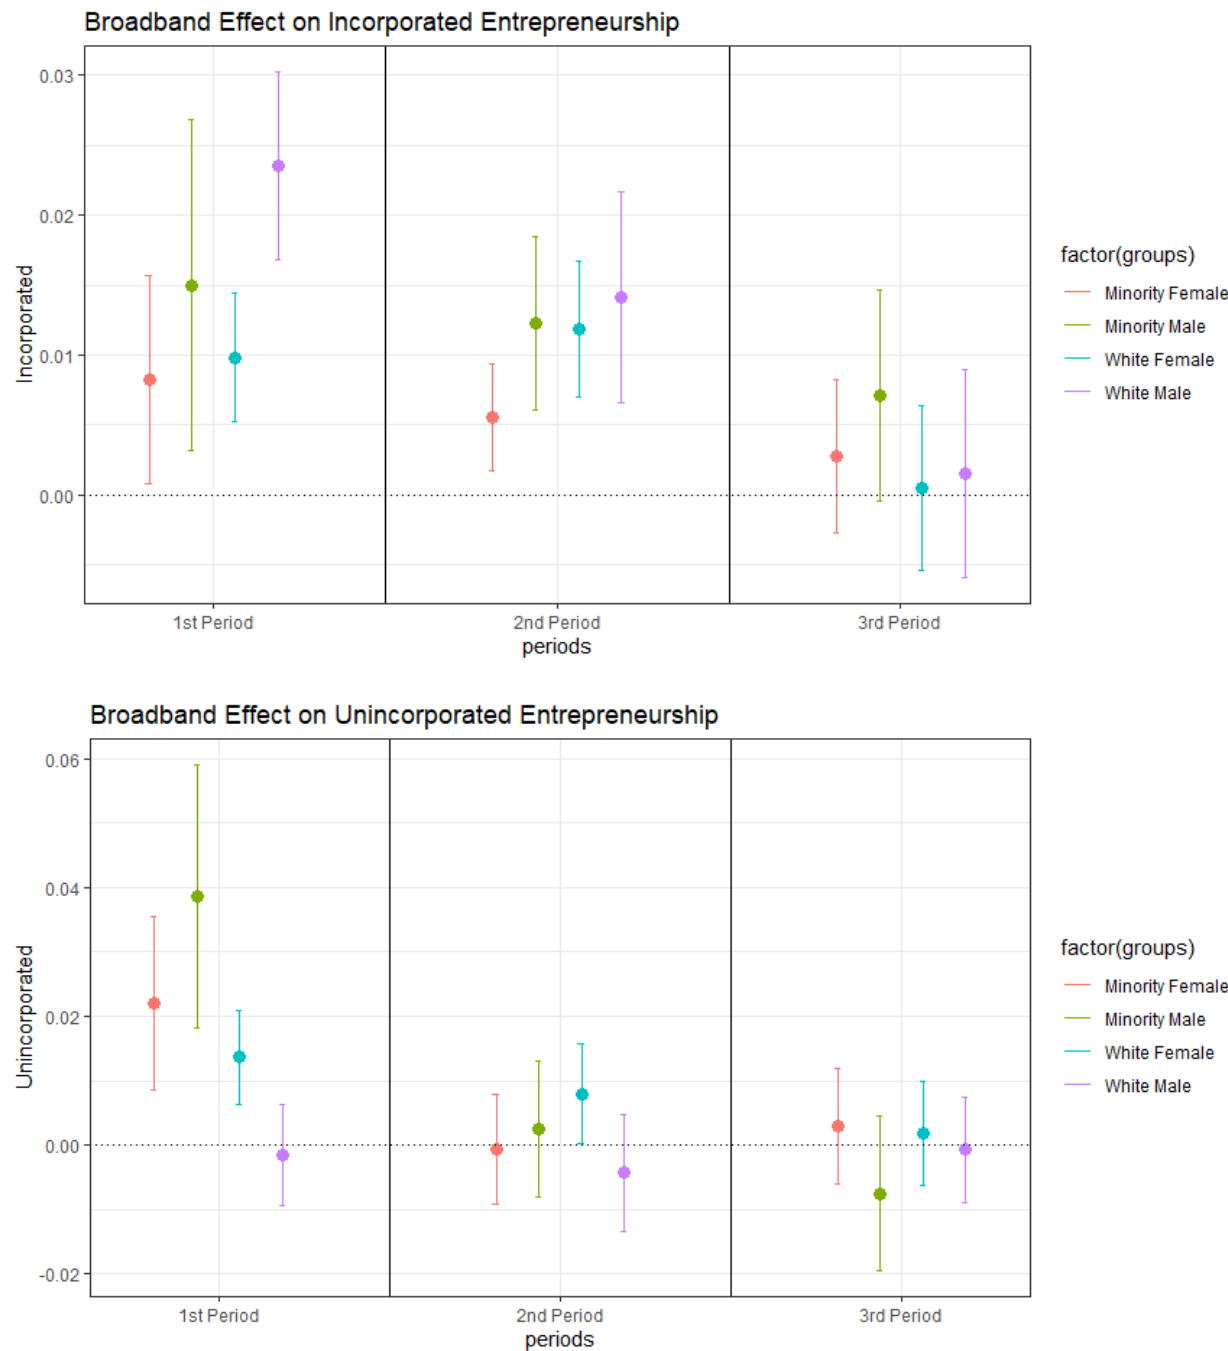 Broadband Effect on Incorporated Entrepreneurship
0.03
0.02
0.01
0.00
Incorporated
1st Period
2nd Period
3rd Period
periods
factor(groups)
Minority Female
Minority Male
White Female
White Male
Broadband Effect on Unincorporated Entrepreneurship
0.06
0.04
0.02
0.00
-0.02
Unincorporated
1st Period
2nd Period
3rd Period
periods
factor(groups)
Minority Female
Minority Male
White Female
White Male